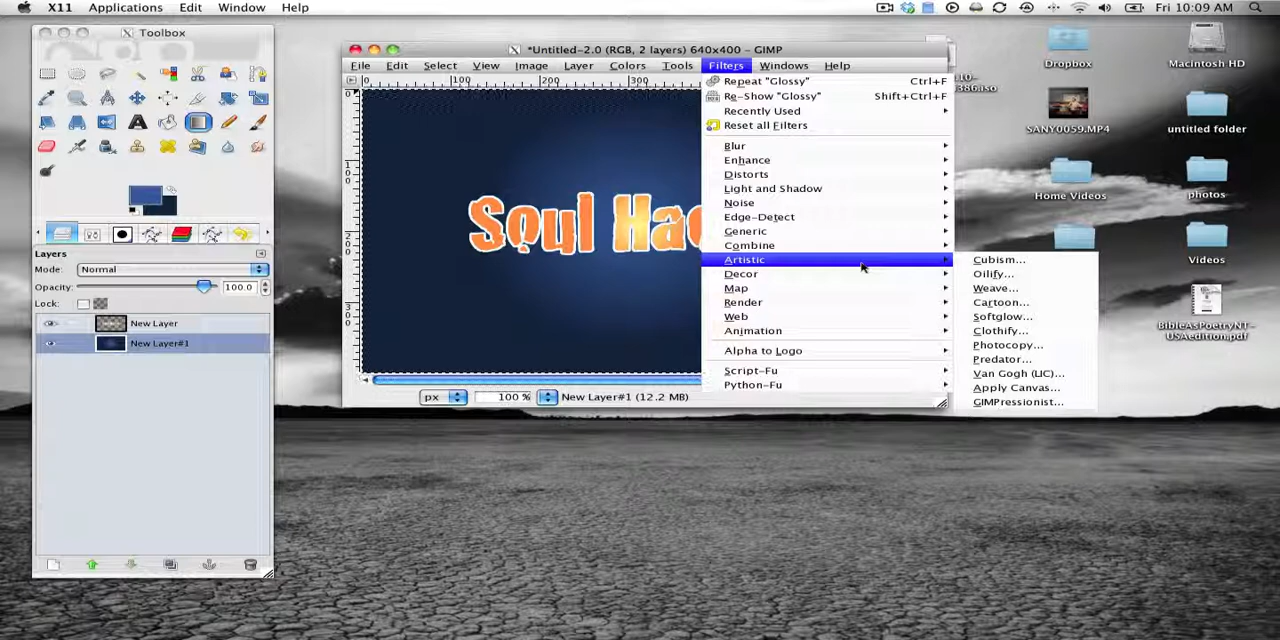 X11 Applications Edit Window Help
Fri 10:09 AM
Toolbox
*Untitled-2.0 (RGB, 2 layers) 640x400 – GIMP
File Edit Select View Image Layer Colors Tools Filters Windows Help
0 100 200 300
Soul Hac
Repeat "Glossy" Ctrl+F
Re-Show "Glossy" Shift+Ctrl+F
Recently Used
Reset all Filters
Blur
Enhance
Distorts
Light and Shadow
Noise
Edge-Detect
Generic
Combine
Artistic
Decor
Map
Render
Web
Animation
Alpha to Logo
Script-Fu
Python-Fu
Cubism...
Oilify...
Weave...
Cartoon...
Softglow...
Clothify...
Photocopy...
Predator...
Van Gogh (LIC)...
Apply Canvas...
GIMPressionist...
px 100 % New Layer#1 (12.2 MB)
Layers
Mode: Normal
Opacity: 100.0
Lock:
New Layer
New Layer#1
Dropbox
Macintosh HD
SANY0059.MP4
untitled folder
Home Videos
photos
Videos
BibleAsPoetryNT-
USAedition.pdf